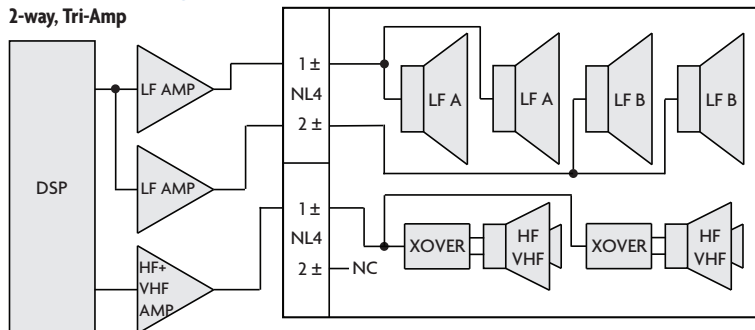 2-way, Tri-Amp
DSP
LF AMP
LF AMP
HF+
VHF
AMP
1 ±
NL4
2 ±
1 ±
NL4
2 ±
NC
LF A
LF A
LF B
LF B
XOVER
HF
VHF
XOVER
HF
VHF